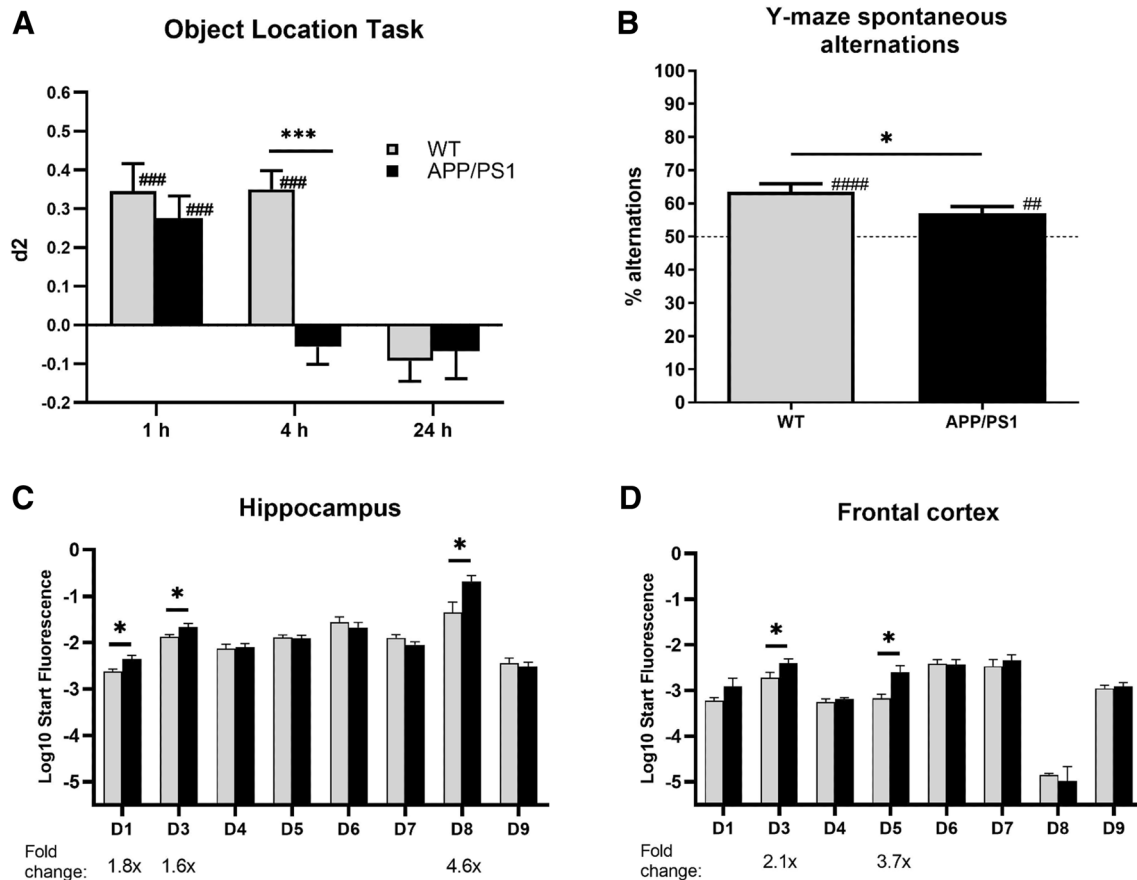 A
Object Location Task
d2
0.6
0.5
0.4
0.3
0.2
0.1
0.0
-0.1
-0.2
###
###
***
###
WT
APP/PS1
1 h
4 h
24 h
B
Y-maze spontaneous
alternations
% alternations
100
90
80
70
60
50
40
30
20
10
0
*
####
##
WT
APP/PS1
C
Hippocampus
Log10 Start Fluorescence
0
-1
-2
-3
-4
-5
*
*
*
D1 D3 D4 D5 D6 D7 D8 D9
Fold
change: 1.8x 1.6x 4.6x
D
Frontal cortex
Log10 Start Fluorescence
0
-1
-2
-3
-4
-5
*
*
D1 D3 D4 D5 D6 D7 D8 D9
Fold
change: 2.1x 3.7x